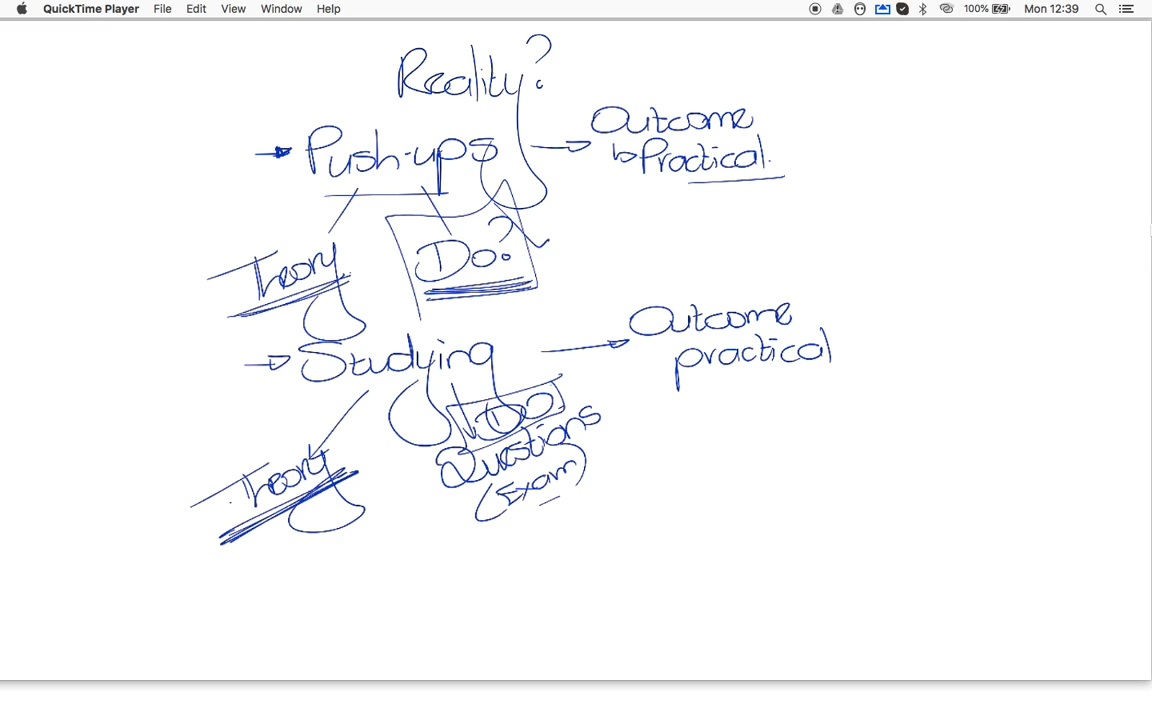 QuickTime Player File Edit View Window Help 100% Mon 12:39
Reality?
Push-ups
Outcome
Practical.
Theory
Do?
Studying
Outcome
practical
Theory
Do
Questions
(Exam)